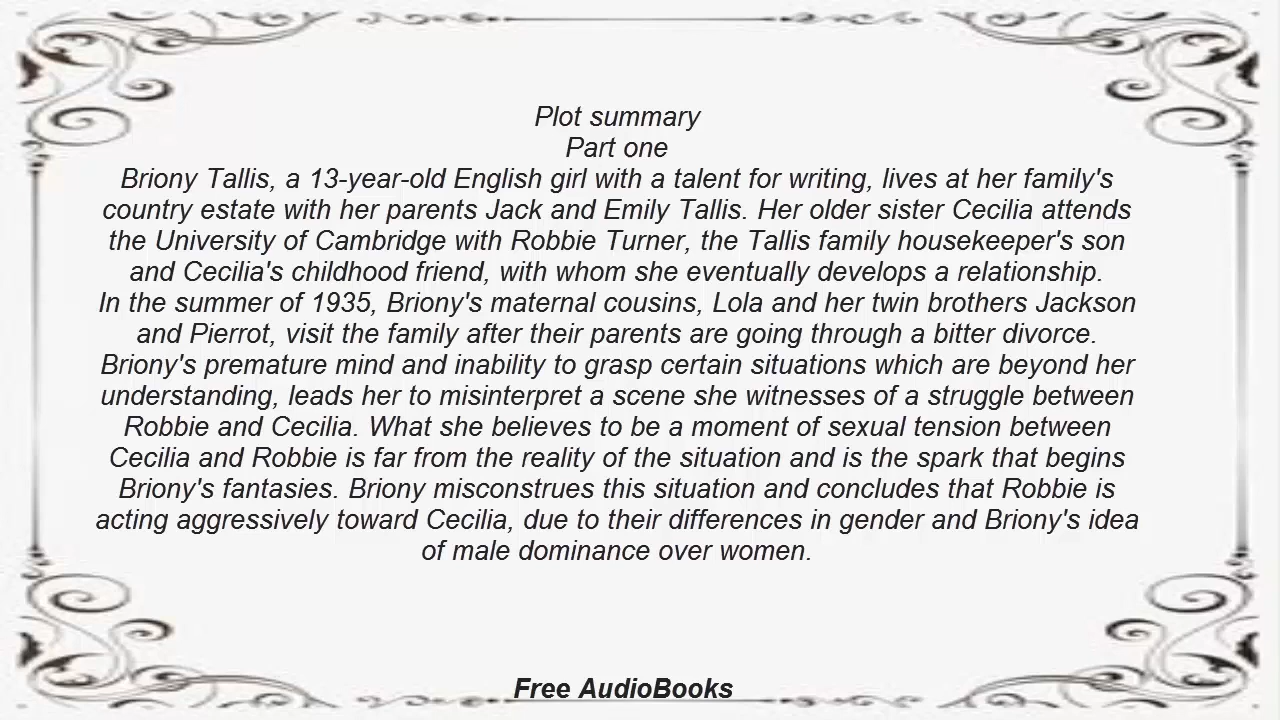 Plot summary
Part one
Briony Tallis, a 13-year-old English girl with a talent for writing, lives at her family's
country estate with her parents Jack and Emily Tallis. Her older sister Cecilia attends
the University of Cambridge with Robbie Turner, the Tallis family housekeeper's son
and Cecilia's childhood friend, with whom she eventually develops a relationship.
In the summer of 1935, Briony's maternal cousins, Lola and her twin brothers Jackson
and Pierrot, visit the family after their parents are going through a bitter divorce.
Briony's premature mind and inability to grasp certain situations which are beyond her
understanding, leads her to misinterpret a scene she witnesses of a struggle between
Robbie and Cecilia. What she believes to be a moment of sexual tension between
Cecilia and Robbie is far from the reality of the situation and is the spark that begins
Briony's fantasies. Briony misconstrues this situation and concludes that Robbie is
acting aggressively toward Cecilia, due to their differences in gender and Briony's idea
of male dominance over women.
Free AudioBooks